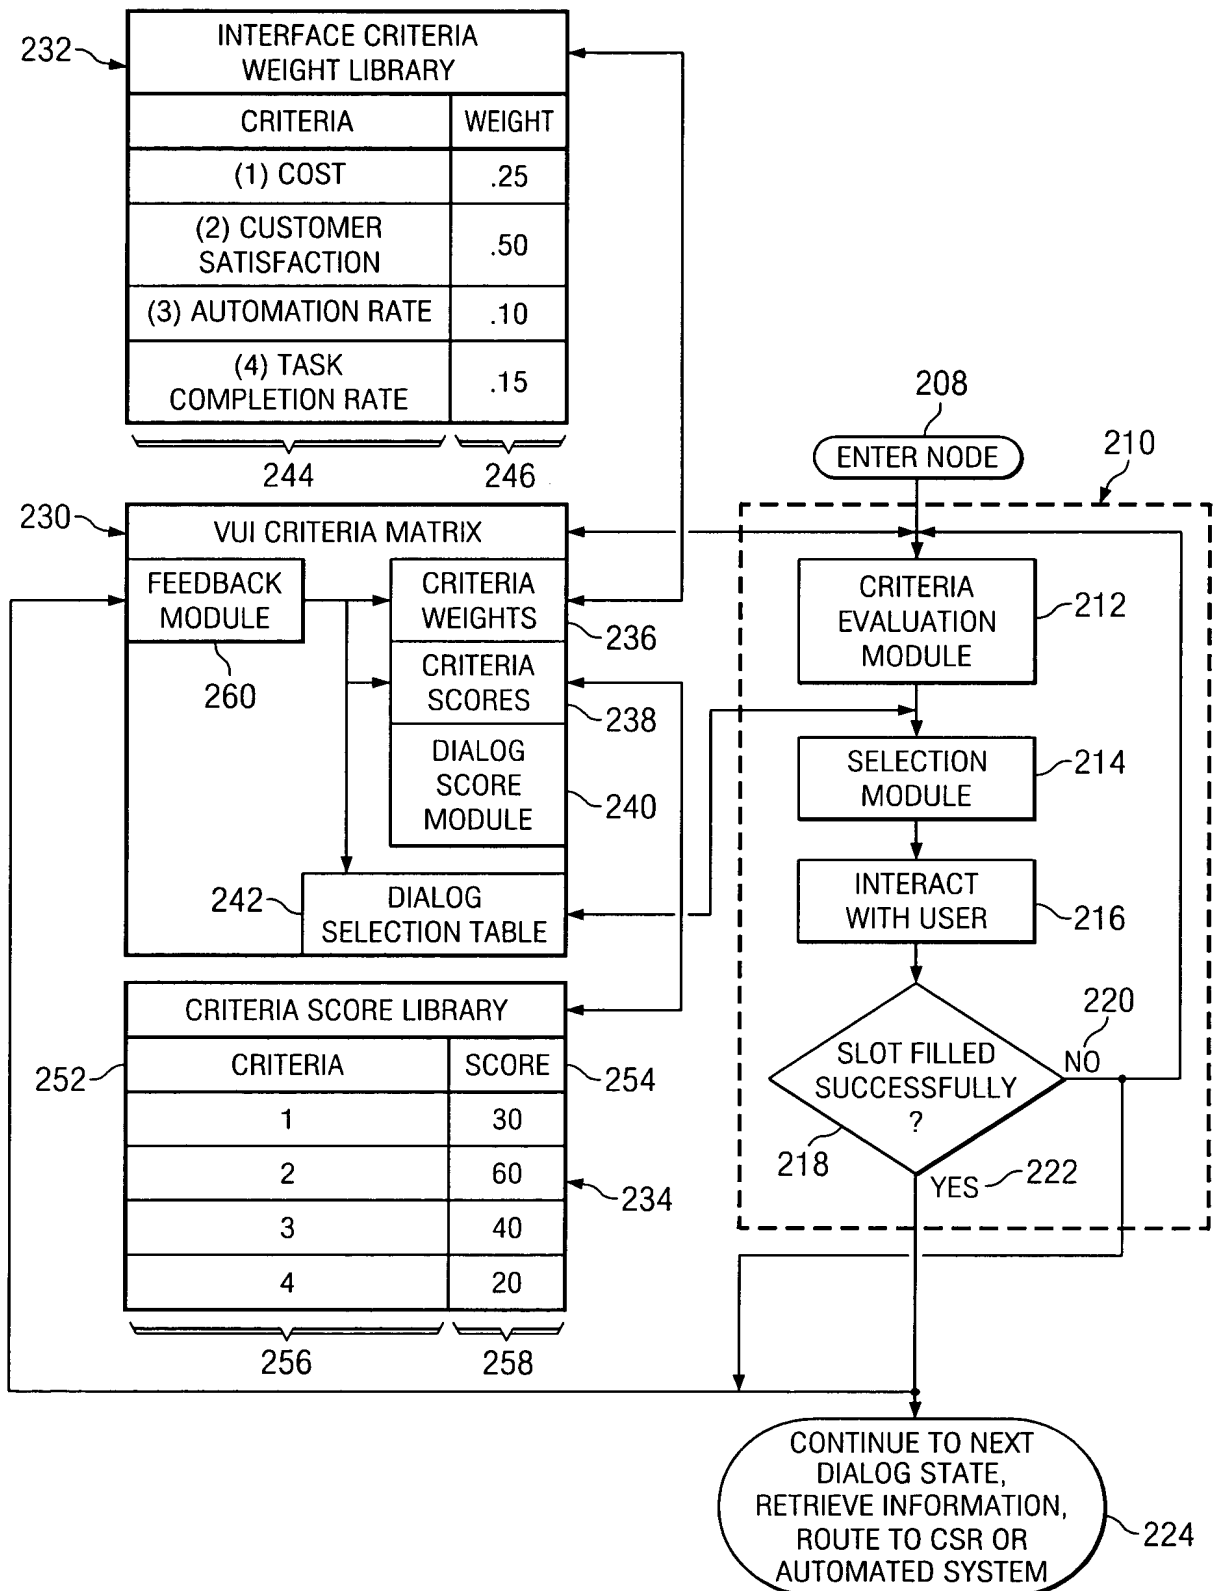 232
INTERFACE CRITERIA
WEIGHT LIBRARY
CRITERIA WEIGHT
(1) COST .25
(2) CUSTOMER
SATISFACTION
.50
(3) AUTOMATION RATE .10
(4) TASK
COMPLETION RATE
.15
244 246
208
ENTER NODE
210
230
VUI CRITERIA MATRIX
FEEDBACK
MODULE
260
CRITERIA
WEIGHTS
236
CRITERIA
SCORES
238
DIALOG
SCORE
MODULE
240
242
DIALOG
SELECTION TABLE
CRITERIA
EVALUATION
MODULE
212
SELECTION
MODULE
214
INTERACT
WITH USER
216
SLOT FILLED
SUCCESSFULLY
?
218
NO
220
YES
222
CRITERIA SCORE LIBRARY
252
CRITERIA SCORE
254
1 30
2 60
3 40
4 20
234
256 258
CONTINUE TO NEXT
DIALOG STATE,
RETRIEVE INFORMATION,
ROUTE TO CSR OR
AUTOMATED SYSTEM
224